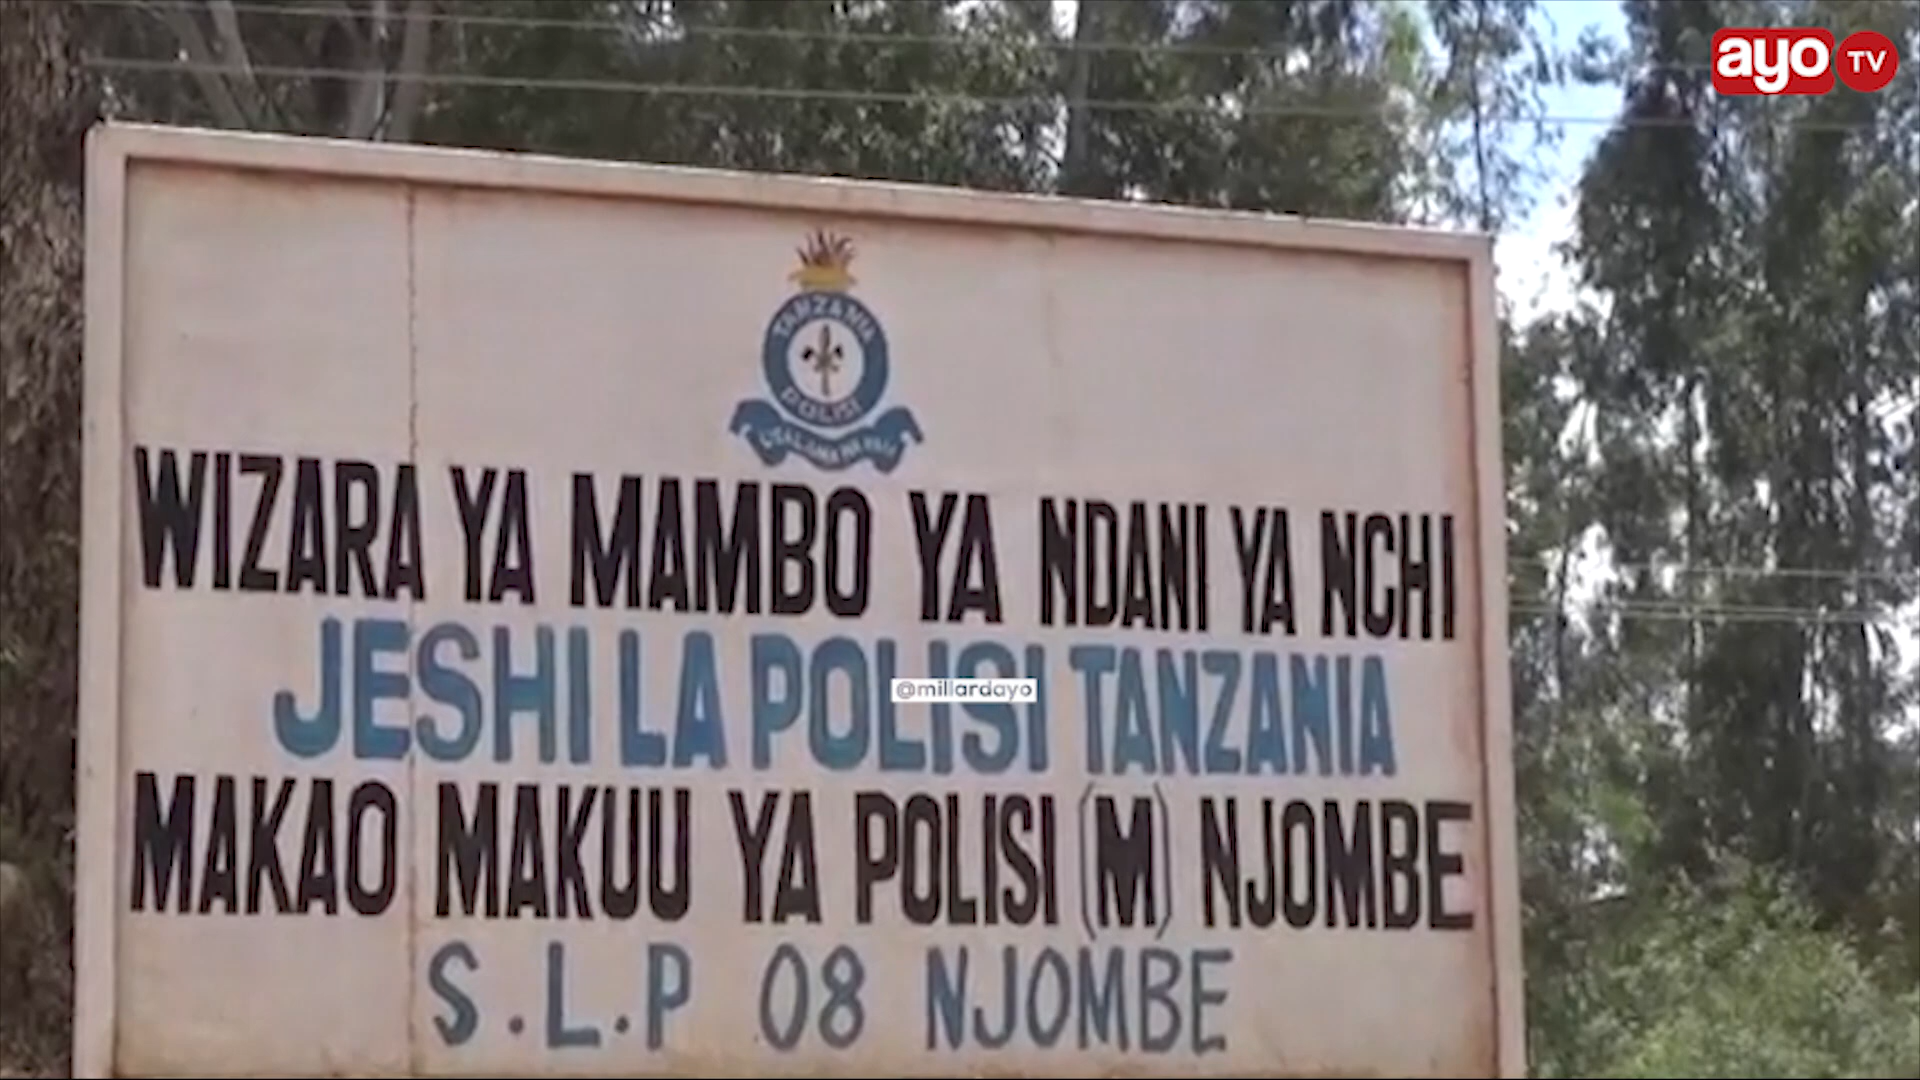 ayo TV
TANZANIA
POLISI
WIZARA YA MAMBO YA NDANI YA NCHI
JESHI LA POLISI TANZANIA
@millardayo
MAKAO MAKUU YA POLISI (M) NJOMBE
S.L.P 08 NJOMBE